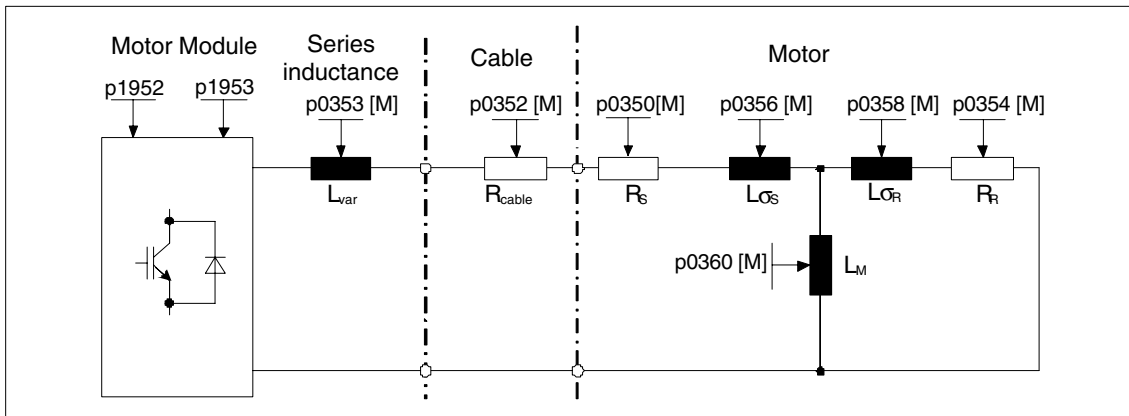 Motor Module
Series
inductance
Cable
Motor
p1952
p1953
p0353 [M]
p0352 [M]
p0350[M]
p0356 [M]
p0358 [M]
p0354 [M]
Lvar
Rcable
RS
LσS
LσR
RR
p0360 [M]
LM